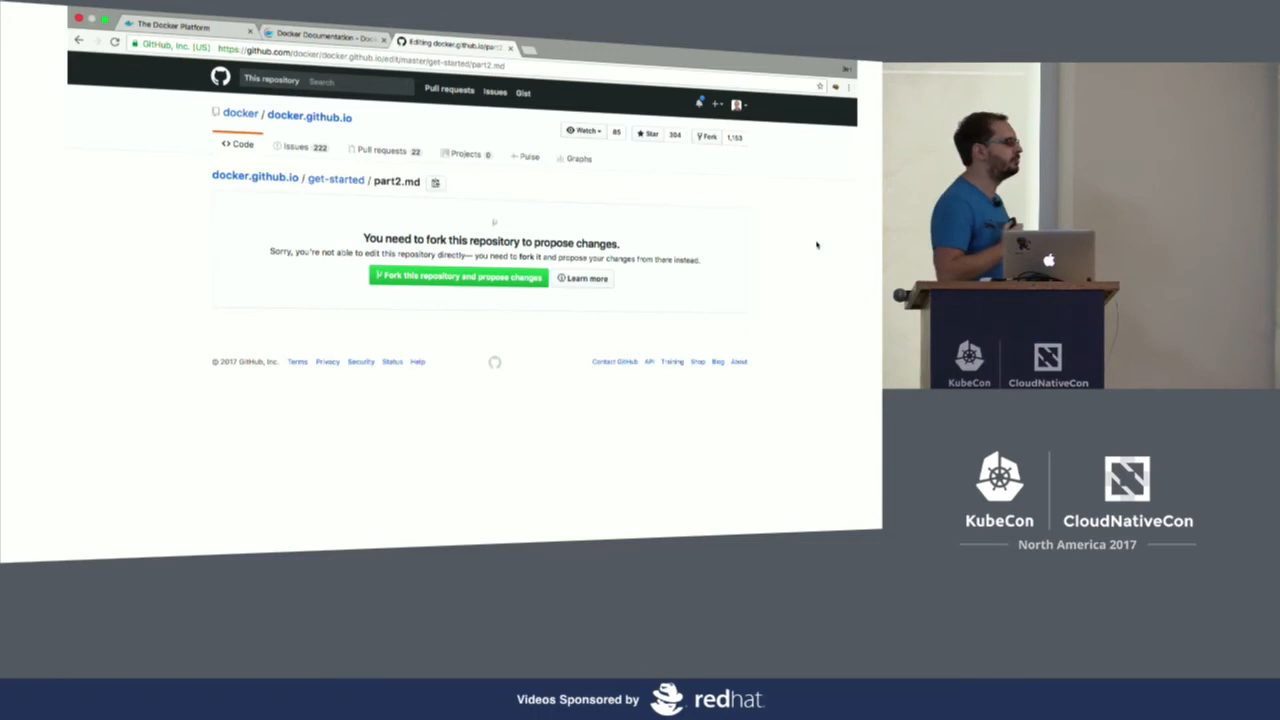 The Docker Platform
Docker Documentation - Doc
Editing docker.github.io/part2
GitHub, Inc. [US] https://github.com/docker/docker.github.io/edit/master/get-started/part2.md
This repository Search Pull requests Issues Gist
docker / docker.github.io
Watch 85 Star 304 Fork 1,153
Code Issues 222 Pull requests 22 Projects 0 Pulse Graphs
docker.github.io / get-started / part2.md
You need to fork this repository to propose changes.
Sorry, you're not able to edit this repository directly—you need to fork it and propose your changes from there instead.
Fork this repository and propose changes Learn more
© 2017 GitHub, Inc. Terms Privacy Security Status Help Contact GitHub API Training Shop Blog About
KubeCon CloudNativeCon
KubeCon CloudNativeCon
North America 2017
Videos Sponsored by redhat